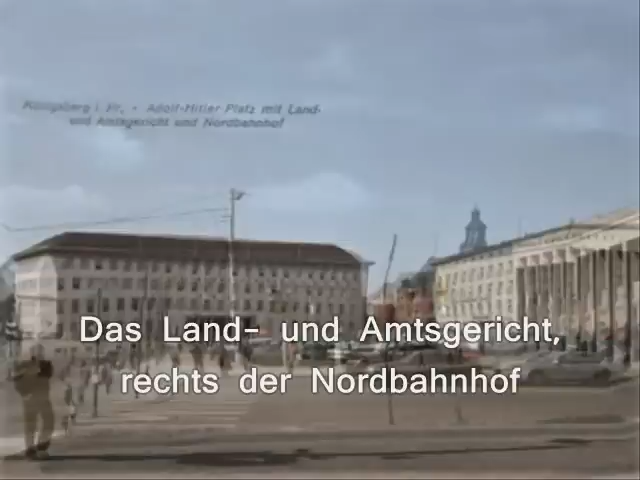 Königsberg i. Pr. - Adolf-Hitler Platz mit Land-
und Amtsgericht und Nordbahnhof
Das Land- und Amtsgericht,
rechts der Nordbahnhof